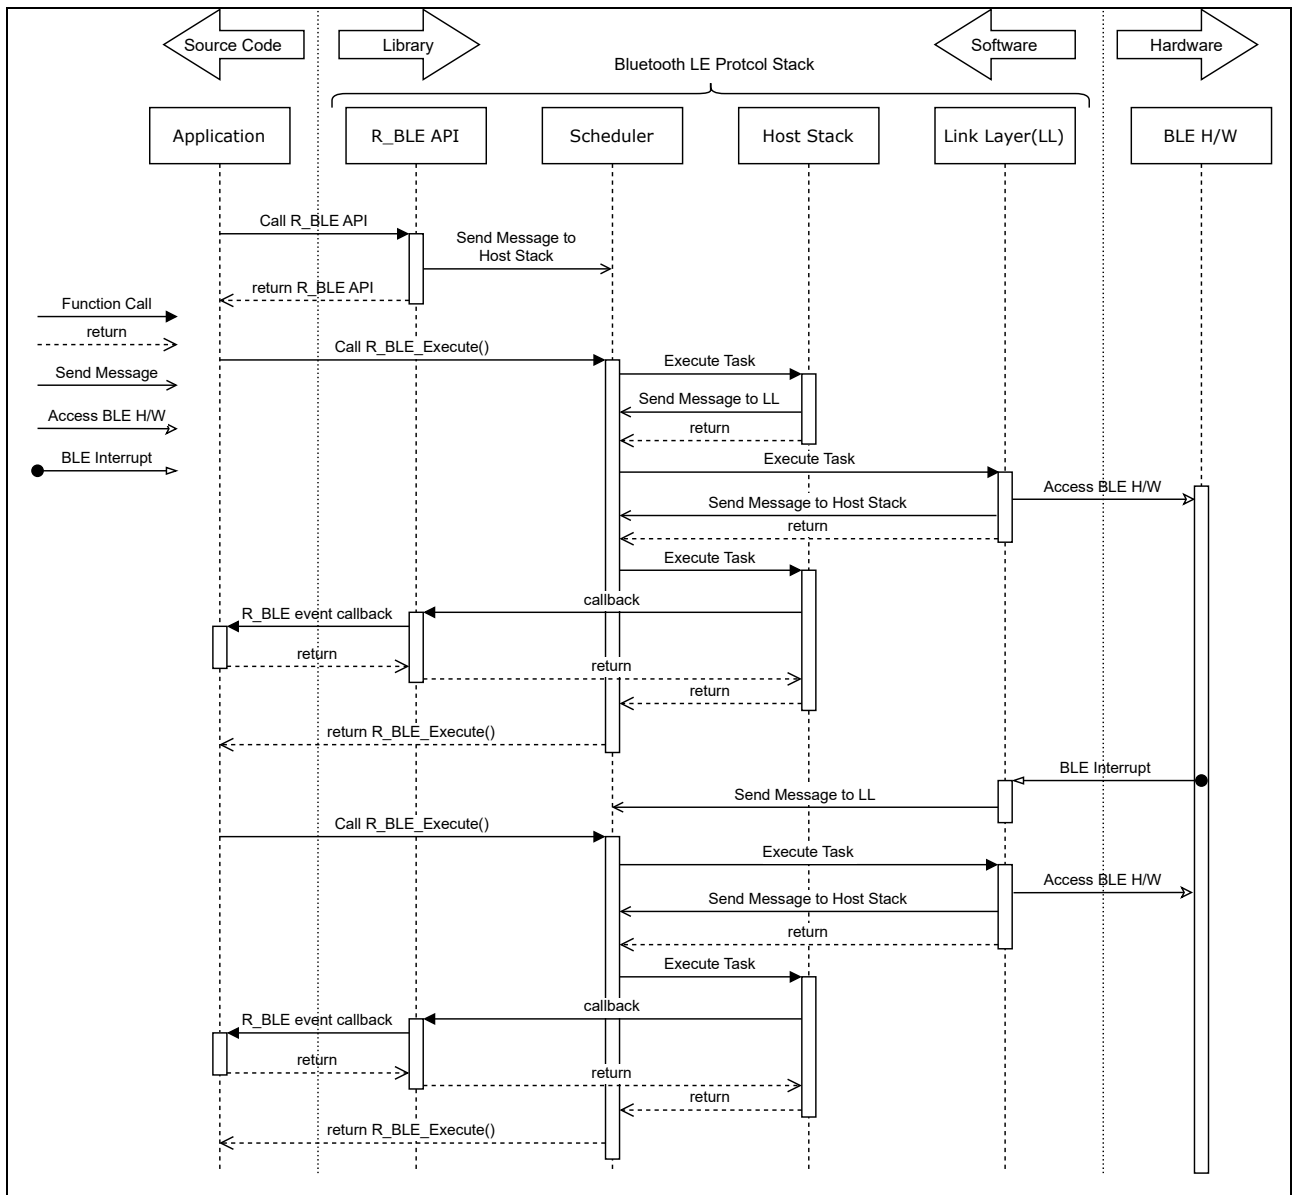 Source Code
Library
Software
Hardware
Bluetooth LE Protcol Stack
Application
R_BLE API
Scheduler
Host Stack
Link Layer(LL)
BLE H/W
Call R_BLE API
Send Message to
Host Stack
return R_BLE API
Function Call
return
Send Message
Access BLE H/W
BLE Interrupt
Call R_BLE_Execute()
Execute Task
Send Message to LL
return
Execute Task
Access BLE H/W
Send Message to Host Stack
return
Execute Task
callback
R_BLE event callback
return
return
return
return R_BLE_Execute()
BLE Interrupt
Send Message to LL
Call R_BLE_Execute()
Execute Task
Access BLE H/W
Send Message to Host Stack
return
Execute Task
callback
R_BLE event callback
return
return
return
return R_BLE_Execute()